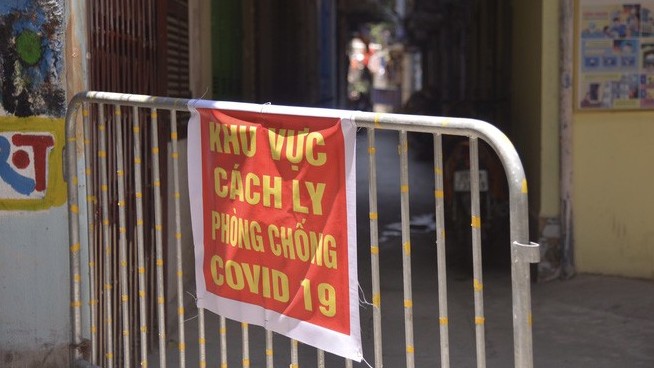 KHU VỰC
CÁCH LY
PHÒNG CHỐNG
COVID 19